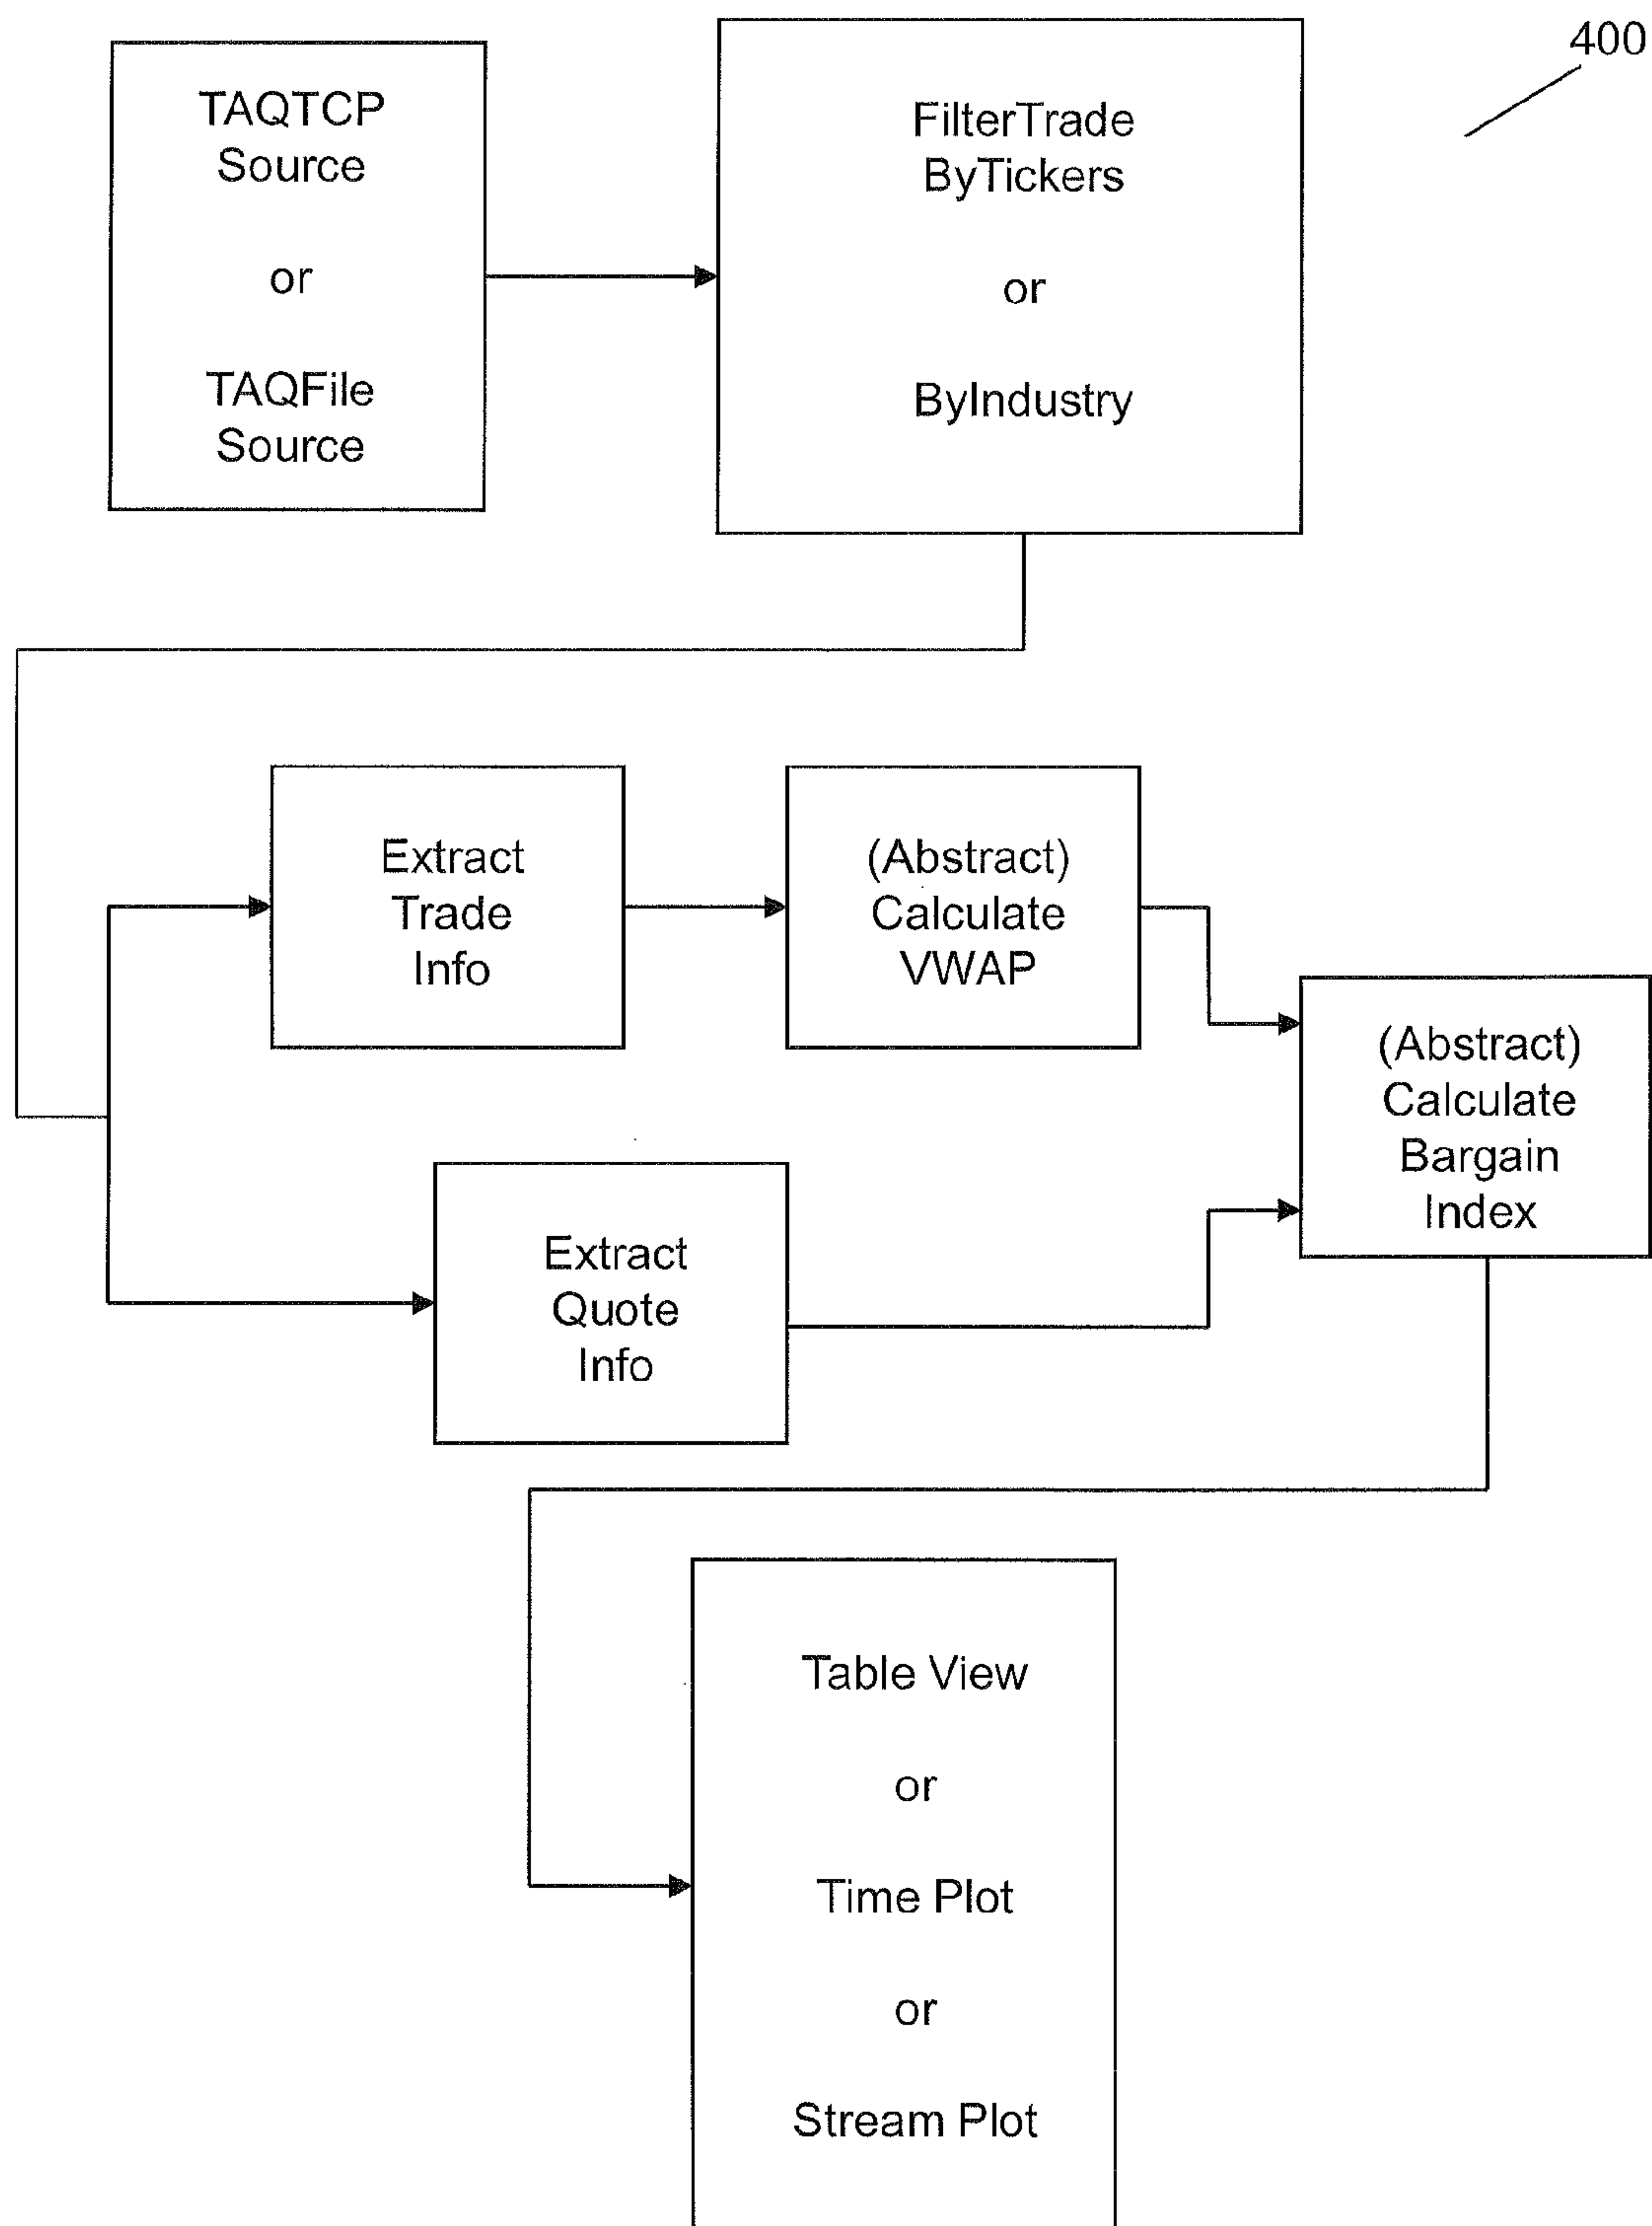 400
TAQTCP
Source
or
TAQFile
Source
FilterTrade
ByTickers
or
ByIndustry
Extract
Trade
Info
(Abstract)
Calculate
VWAP
(Abstract)
Calculate
Bargain
Index
Extract
Quote
Info
Table View
or
Time Plot
or
Stream Plot